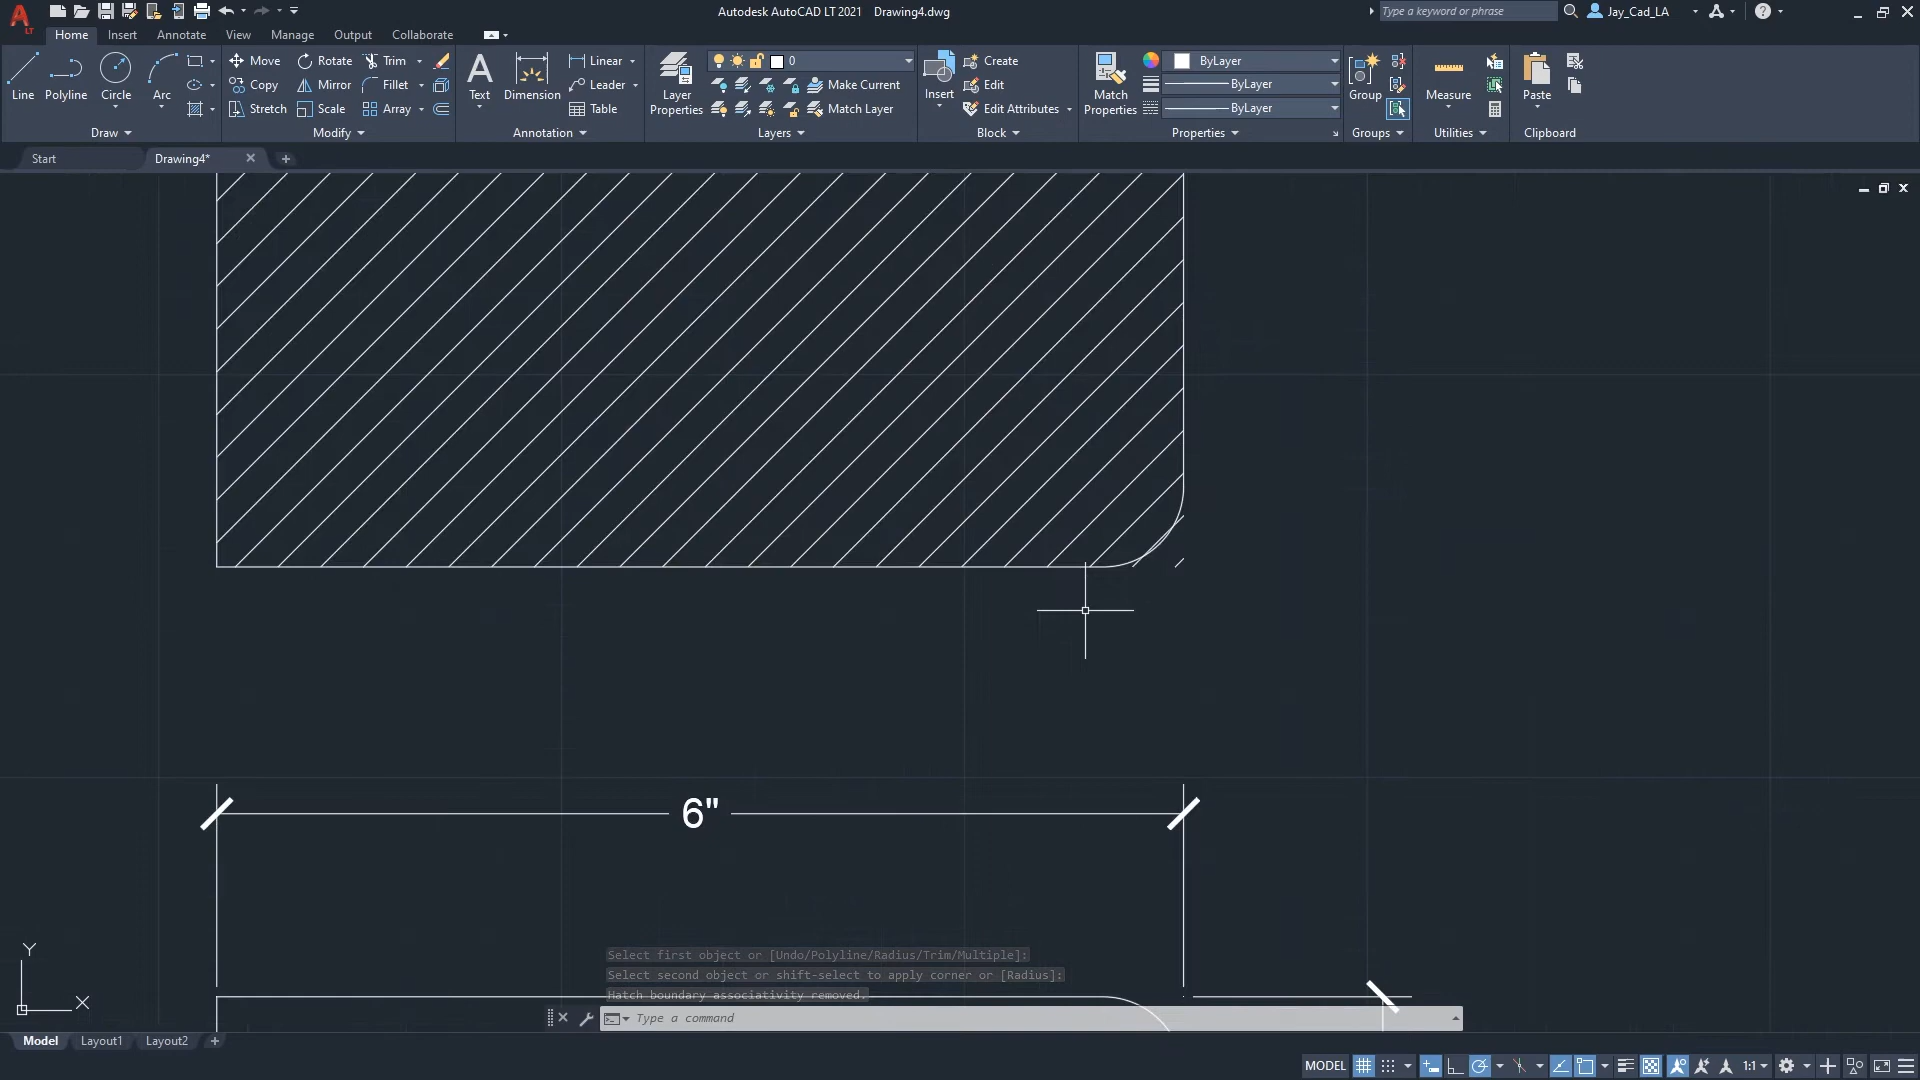 Autodesk AutoCAD LT 2021 Drawing4.dwg Type a keyword or phrase Jay_Cad_LA
LT
Home Insert Annotate View Manage Output Collaborate
Line Polyline Circle Arc
Move Rotate Trim
Copy Mirror Fillet
Stretch Scale Array
Text Dimension
Linear
Leader
Table
Layer
Properties
0
Make Current
Match Layer
Insert
Create
Edit
Edit Attributes
Match
Properties
ByLayer
ByLayer
ByLayer
Group
Measure
Paste
Draw Modify Annotation Layers Block Properties Groups Utilities Clipboard
Start Drawing4*
6"
Y
X
Select first object or [Undo/Polyline/Radius/Trim/Multiple]:
Select second object or shift-select to apply corner or [Radius]:
Hatch boundary associativity removed.
Type a command
Model Layout1 Layout2
MODEL 1:1